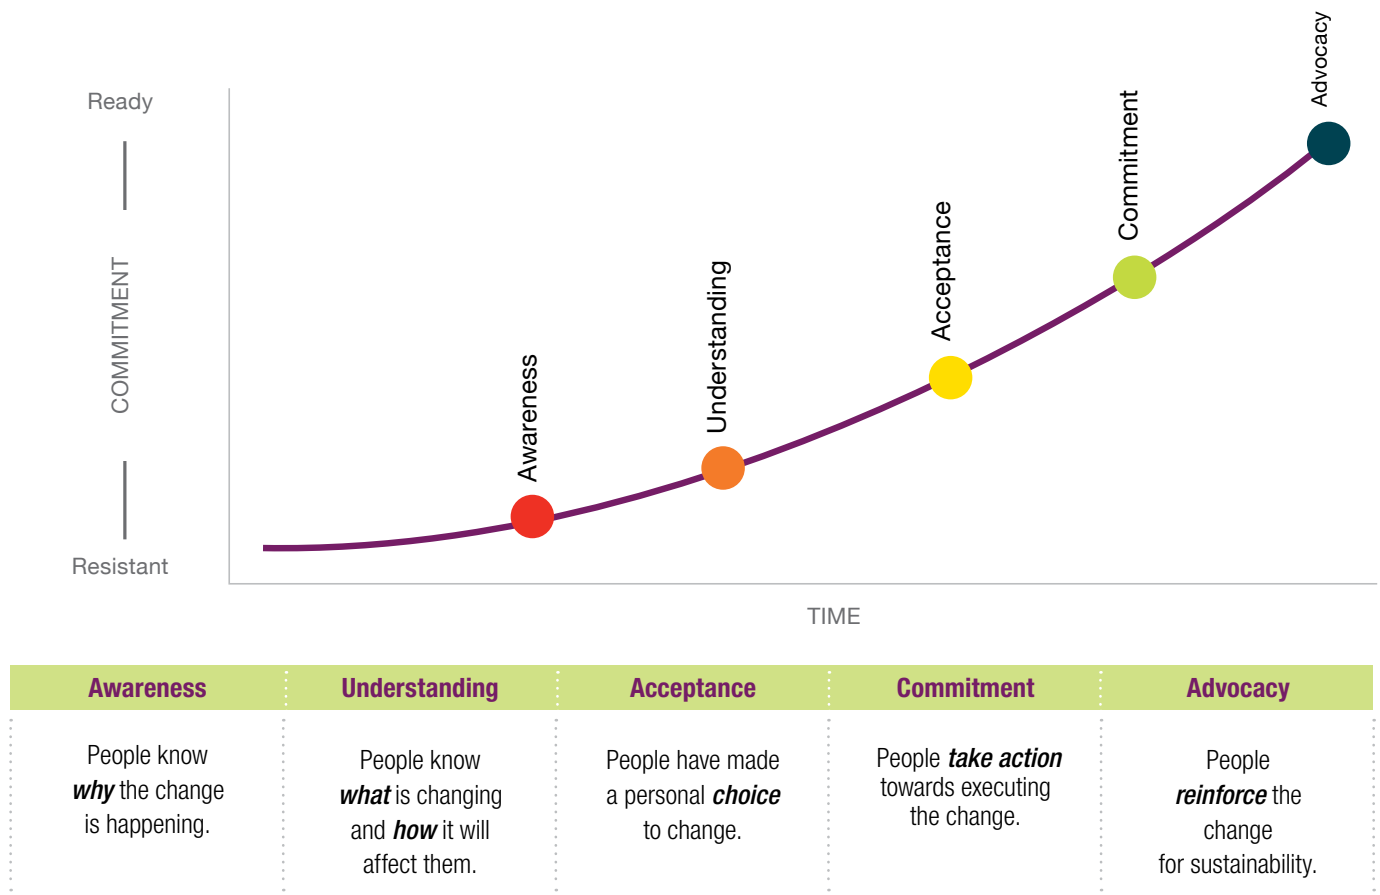 Advocacy
Ready
Commitment
Acceptance
COMMITMENT
Understanding
Awareness
Resistant
TIME
Awareness
Understanding
Acceptance
Commitment
Advocacy
People know
why the change
is happening.
People know
what is changing
and how it will
affect them.
People have made
a personal choice
to change.
People take action
towards executing
the change.
People
reinforce the
change
for sustainability.